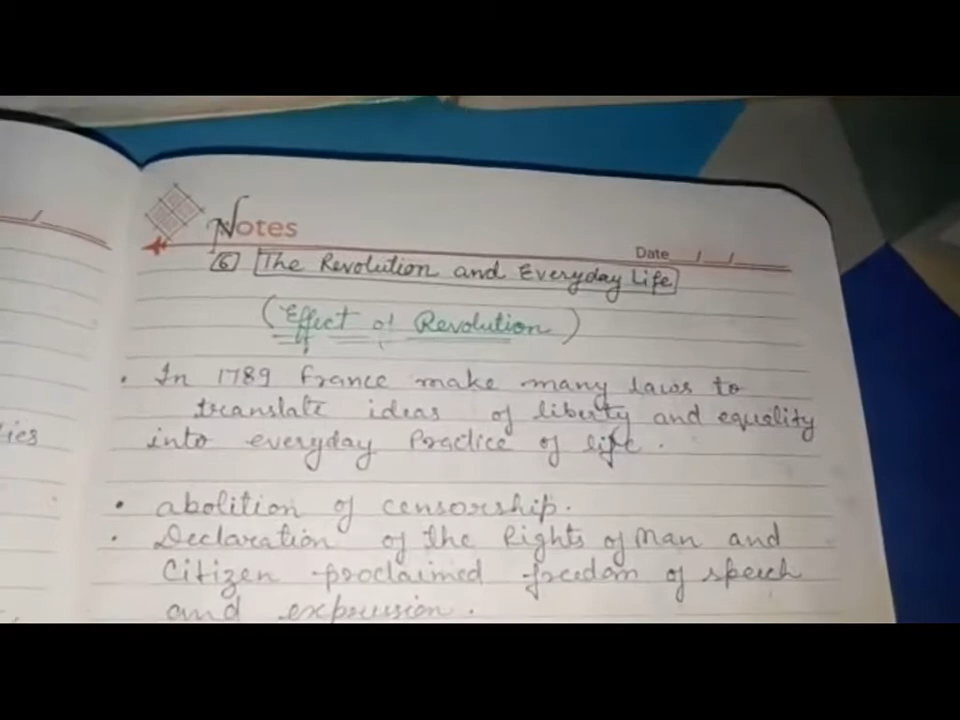 Notes
Date / /
6 The Revolution and Everyday Life
(Effect of Revolution)
• In 1789 France make many laws to
translate ideas of liberty and equality
into everyday Practice of life.
• abolition of censorship.
• Declaration of the Rights of Man and
Citizen proclaimed freedom of speech
and expression.